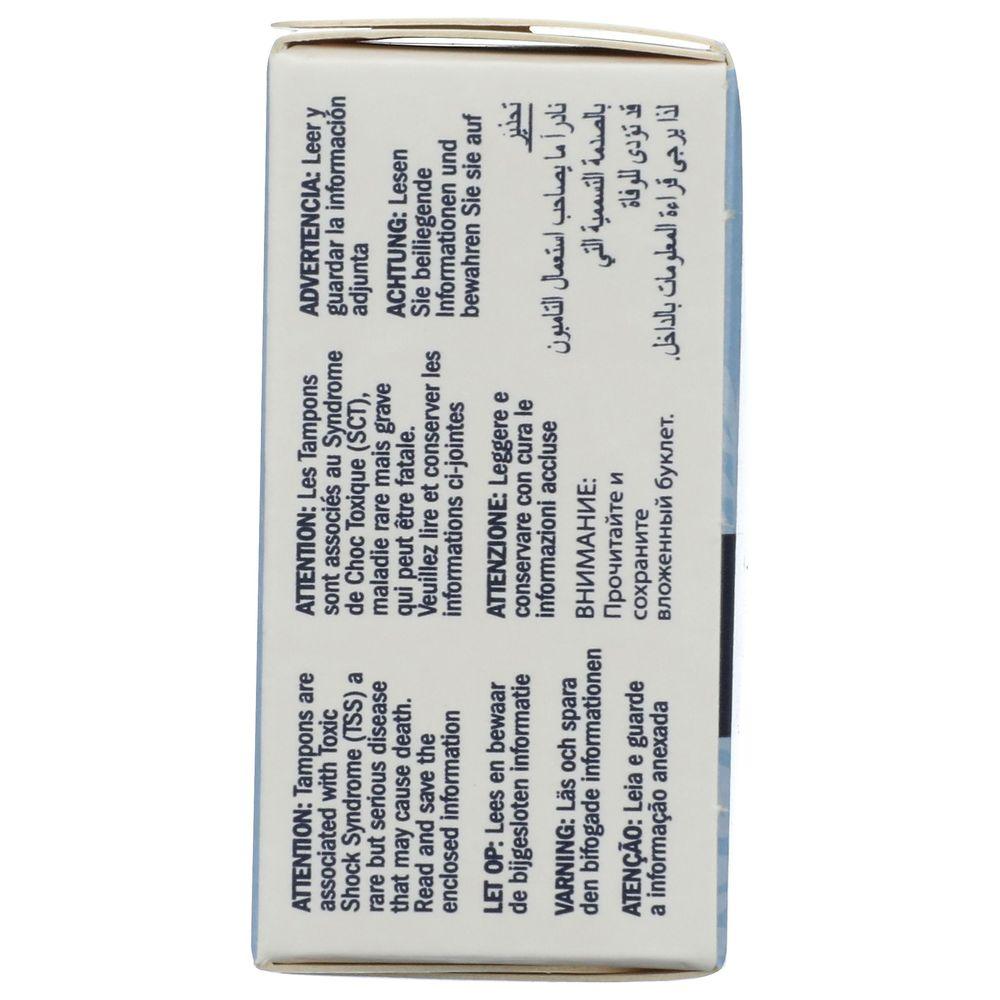 ATTENTION: Tampons are
associated with Toxic
Shock Syndrome (TSS) a
rare but serious disease
that may cause death.
Read and save the
enclosed information
LET OP: Lees en bewaar
de bijgesloten informatie
VARNING: Läs och spara
den bifogade informationen
ATENÇÃO: Leia e guarde
a informação anexada
ATTENTION: Les Tampons
sont associés au Syndrome
de Choc Toxique (SCT),
maladie rare mais grave
qui peut être fatale.
Veuillez lire et conserver les
informations ci-jointes
ATTENZIONE: Leggere e
conservare con cura le
informazioni accluse
ВНИМАНИЕ:
Прочитайте и
сохраните
вложенный буклет.
ADVERTENCIA: Leer y
guardar la información
adjunta
ACHTUNG: Lesen
Sie beiliegende
Informationen und
bewahren Sie sie auf
تحذير
نادراً ما يصاحب استعمال التامبون
بالصدمة التسممية التي
قد تؤدى للوفاة
لذا يرجى قراءة المعلومات بالداخل.